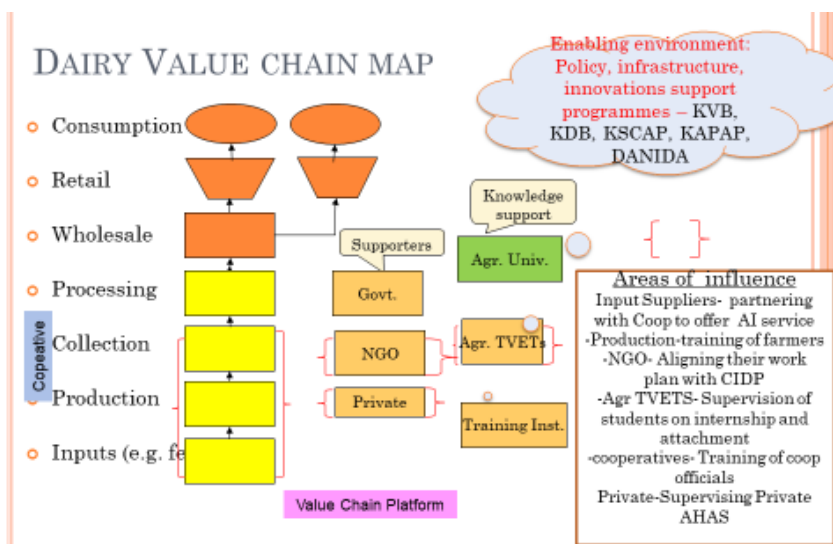 DAIRY VALUE CHAIN MAP
Enabling environment:
Policy, infrastructure,
innovations support
programmes – KVB,
KDB, KSCAP, KAPAP,
DANIDA
Consumption
Retail
Wholesale
Processing
Collection
Production
Inputs (e.g. fe
Copeative
Supporters
Govt.
NGO
Private
Knowledge
support
Agr. Univ.
Agr. TVETs
Training Inst.
Value Chain Platform
Areas of influence
Input Suppliers- partnering
with Coop to offer AI service
-Production-training of farmers
-NGO- Aligning their work
plan with CIDP
-Agr TVETS- Supervision of
students on internship and
attachment
-cooperatives- Training of coop
officials
Private-Supervising Private
AHAS